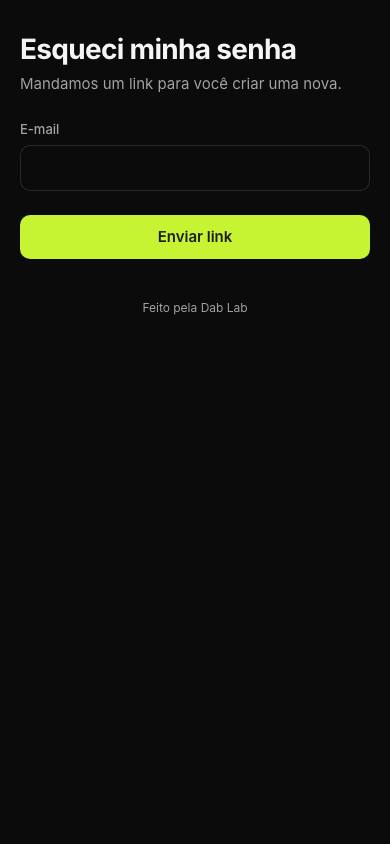 Esqueci minha senha
Mandamos um link para você criar uma nova.
E-mail
Enviar link
Feito pela Dab Lab